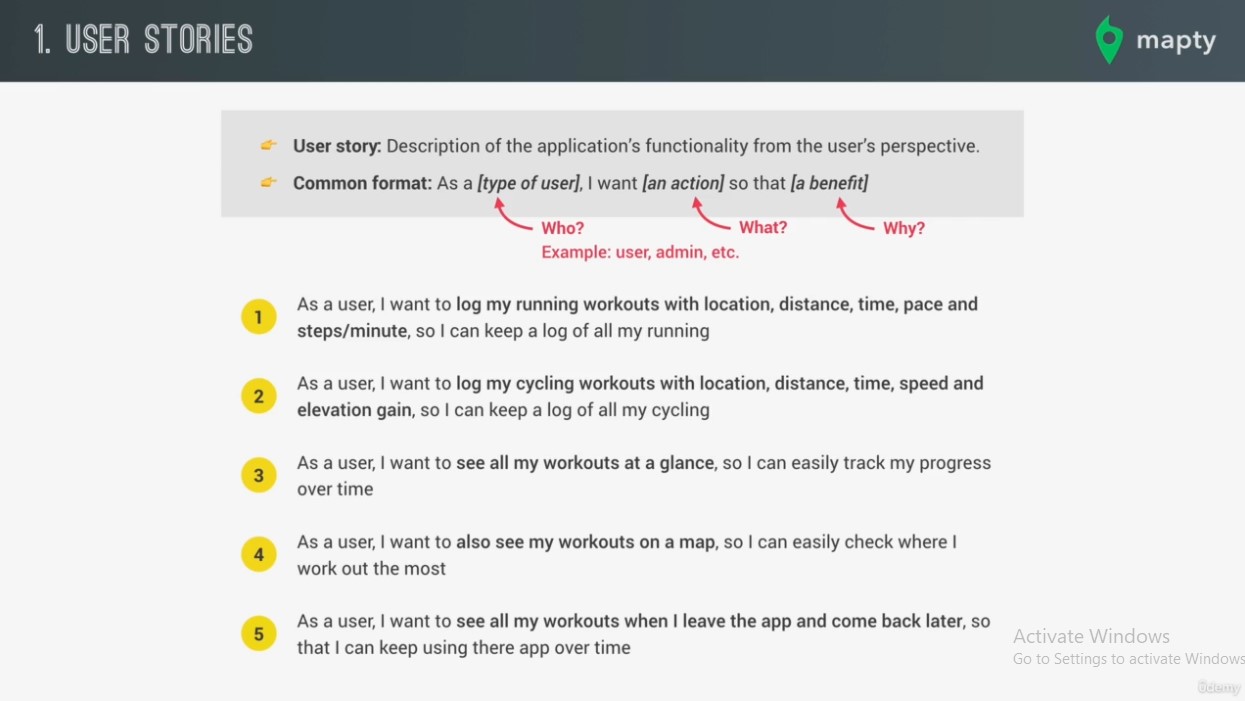 1. USER STORIES
mapty
User story: Description of the application's functionality from the user's perspective.
Common format: As a [type of user], I want [an action] so that [a benefit]
Who?
What?
Why?
Example: user, admin, etc.
1
As a user, I want to log my running workouts with location, distance, time, pace and
steps/minute, so I can keep a log of all my running
2
As a user, I want to log my cycling workouts with location, distance, time, speed and
elevation gain, so I can keep a log of all my cycling
3
As a user, I want to see all my workouts at a glance, so I can easily track my progress
over time
4
As a user, I want to also see my workouts on a map, so I can easily check where I
work out the most
5
As a user, I want to see all my workouts when I leave the app and come back later, so
that I can keep using there app over time
Activate Windows
Go to Settings to activate Windows
ûdemy